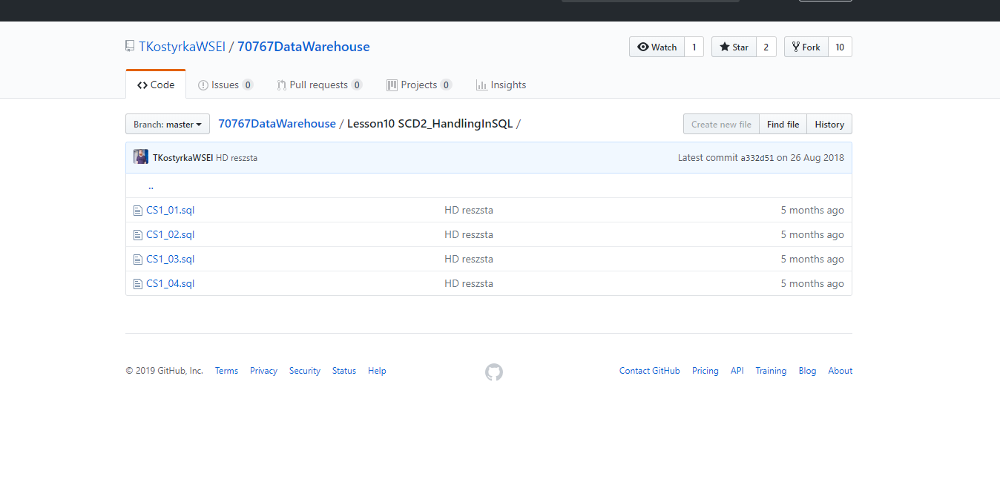 TKostyrkaWSEI / 70767DataWarehouse
Watch 1 Star 2 Fork 10
Code Issues 0 Pull requests 0 Projects 0 Insights
Branch: master 70767DataWarehouse / Lesson10 SCD2_HandlingInSQL / Create new file Find file History
TKostyrkaWSEI HD reszsta Latest commit a332d51 on 26 Aug 2018
..
CS1_01.sql HD reszsta 5 months ago
CS1_02.sql HD reszsta 5 months ago
CS1_03.sql HD reszsta 5 months ago
CS1_04.sql HD reszsta 5 months ago
© 2019 GitHub, Inc. Terms Privacy Security Status Help Contact GitHub Pricing API Training Blog About